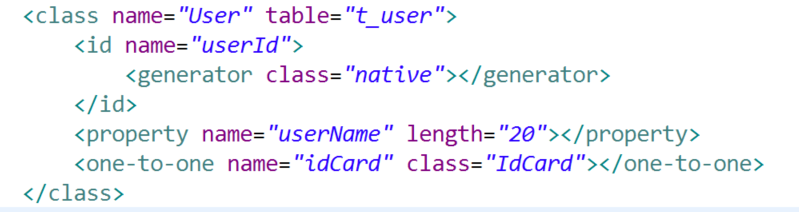 <class name="User" table="t_user">
<id name="userId">
<generator class="native"></generator>
</id>
<property name="userName" length="20"></property>
<one-to-one name="idCard" class="IdCard"></one-to-one>
</class>